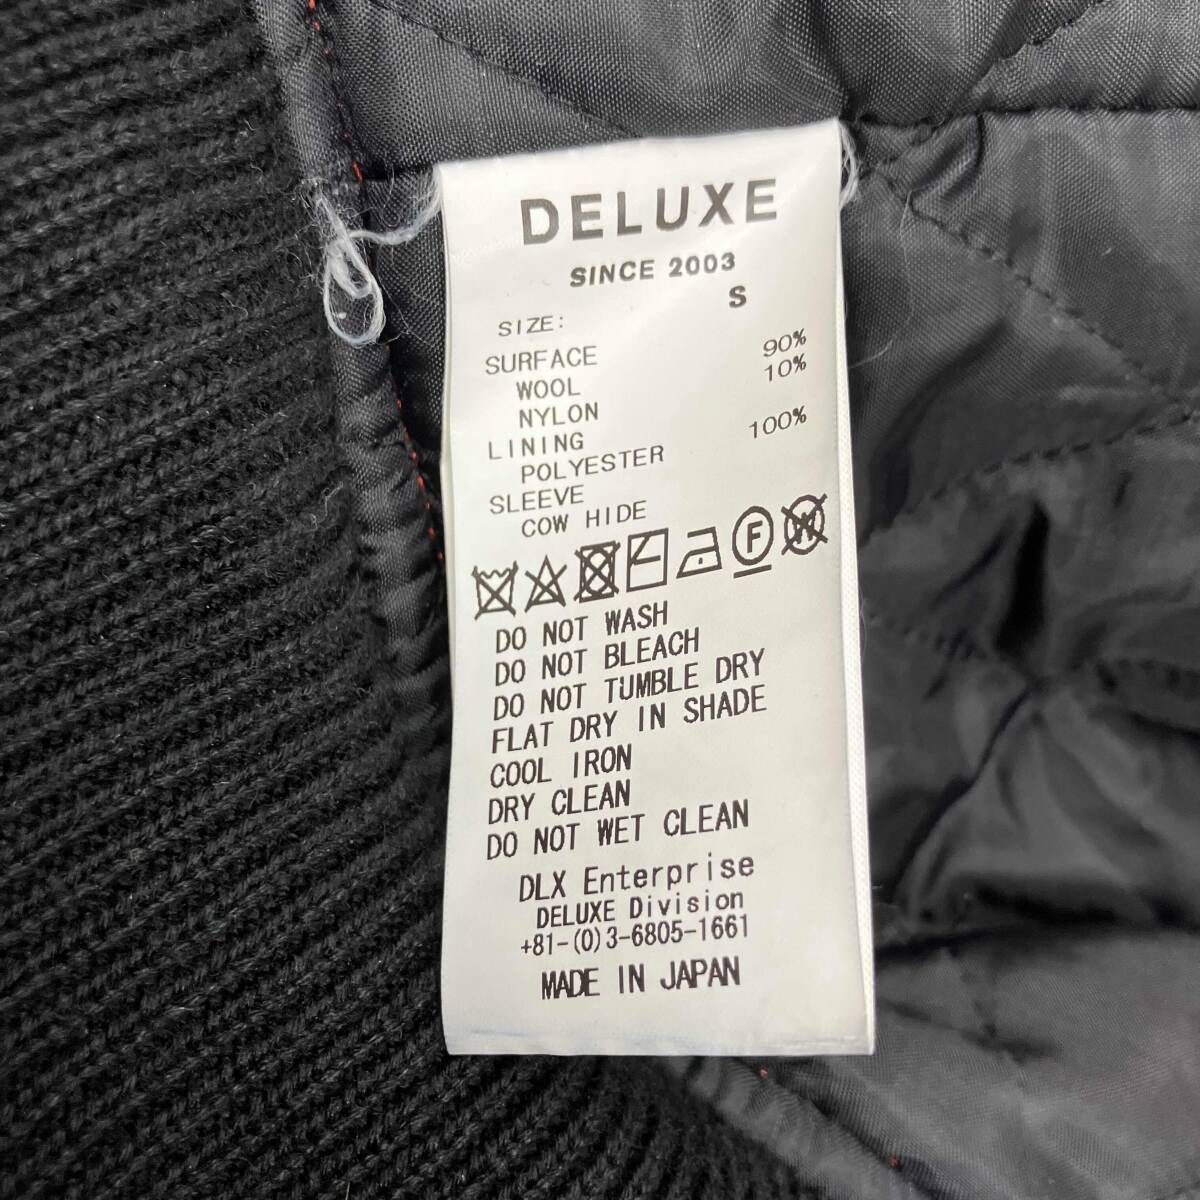 DELUXE
SINCE 2003
SIZE: S
SURFACE
WOOL 90%
NYLON 10%
LINING
POLYESTER 100%
SLEEVE
COW HIDE
F W
DO NOT WASH
DO NOT BLEACH
DO NOT TUMBLE DRY
FLAT DRY IN SHADE
COOL IRON
DRY CLEAN
DO NOT WET CLEAN
DLX Enterprise
DELUXE Division
+81-(0)3-6805-1661
MADE IN JAPAN